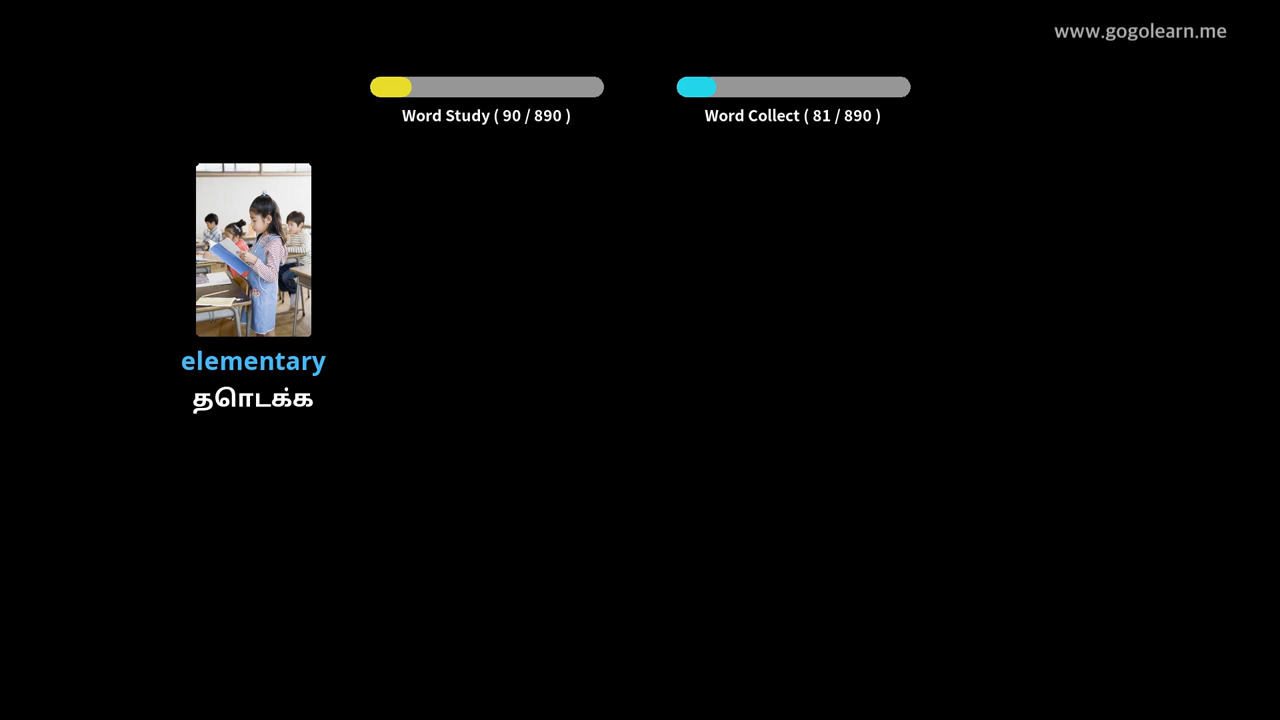 www.gogolearn.me
Word Study ( 90 / 890 )
Word Collect ( 81 / 890 )
elementary
தொடக்க